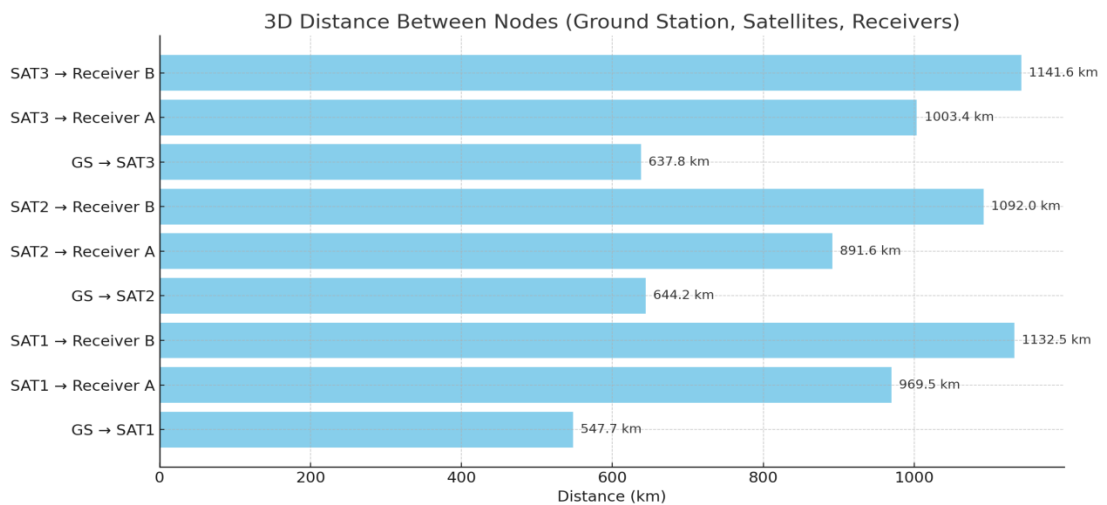 3D Distance Between Nodes (Ground Station, Satellites, Receivers)
SAT3 → Receiver B 1141.6 km
SAT3 → Receiver A 1003.4 km
GS → SAT3 637.8 km
SAT2 → Receiver B 1092.0 km
SAT2 → Receiver A 891.6 km
GS → SAT2 644.2 km
SAT1 → Receiver B 1132.5 km
SAT1 → Receiver A 969.5 km
GS → SAT1 547.7 km
0 200 400 600 800 1000
Distance (km)